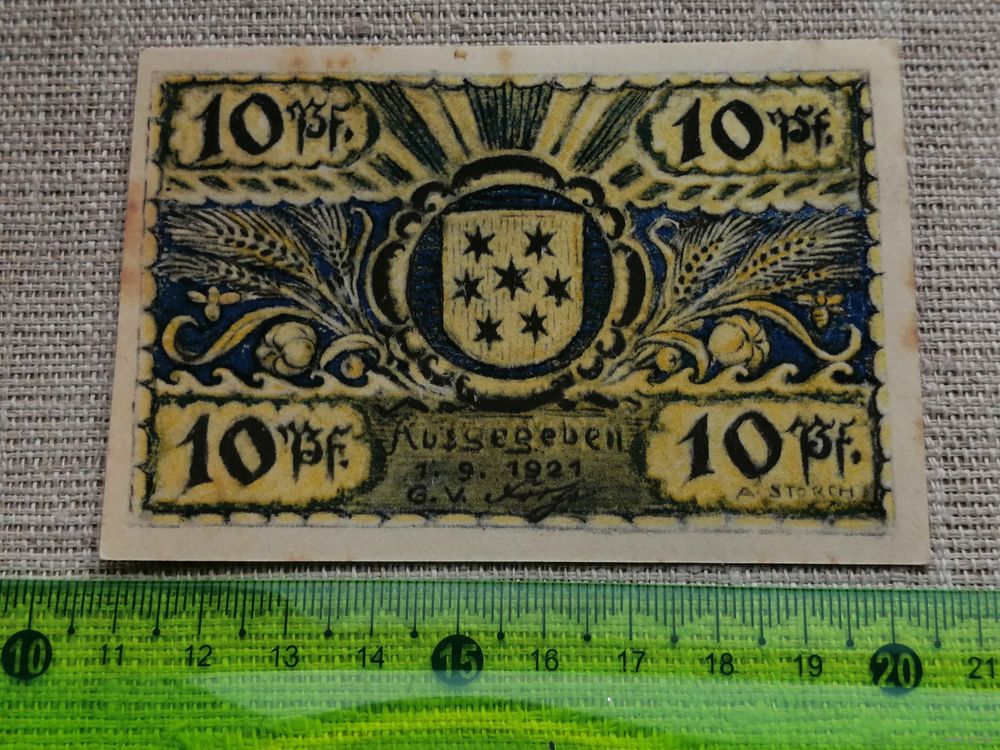 10 Pf. 10 Pf.
10 Pf. Ausgegeben 10 Pf.
1. 9. 1921
G. V.
A. STORCH
10 11 12 13 14 15 16 17 18 19 20 21